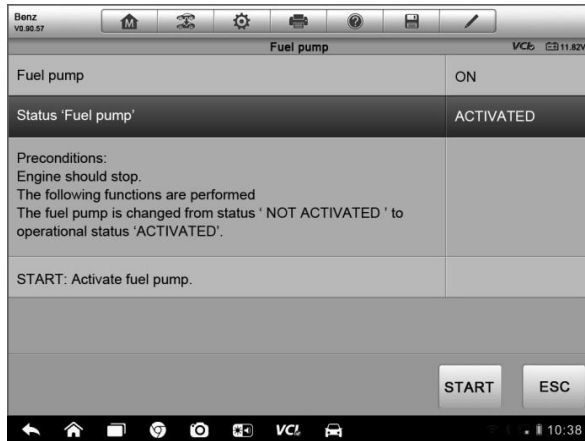 Benz
V0.90.57
M
Fuel pump
VCI
11.82V
Fuel pump ON
Status 'Fuel pump' ACTIVATED
Preconditions:
Engine should stop.
The following functions are performed
The fuel pump is changed from status ' NOT ACTIVATED ' to
operational status 'ACTIVATED'.
START: Activate fuel pump.
START ESC
VCI 10:38